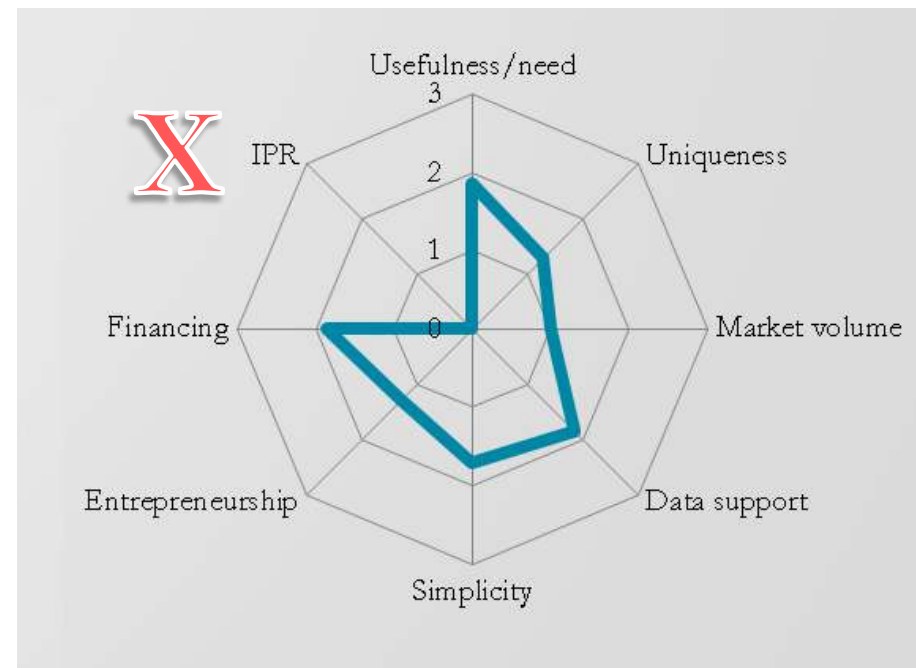 Usefulness/need
3
X
IPR
Uniqueness
2
1
Financing
0
Market volume
Entrepreneurship
Data support
Simplicity